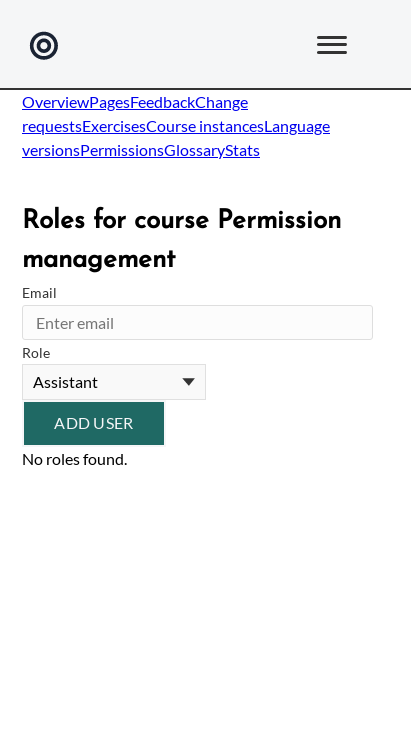 OverviewPagesFeedbackChange
requestsExercisesCourse instancesLanguage
versionsPermissionsGlossaryStats
Roles for course Permission
management
Email
Enter email
Role
Assistant
ADD USER
No roles found.